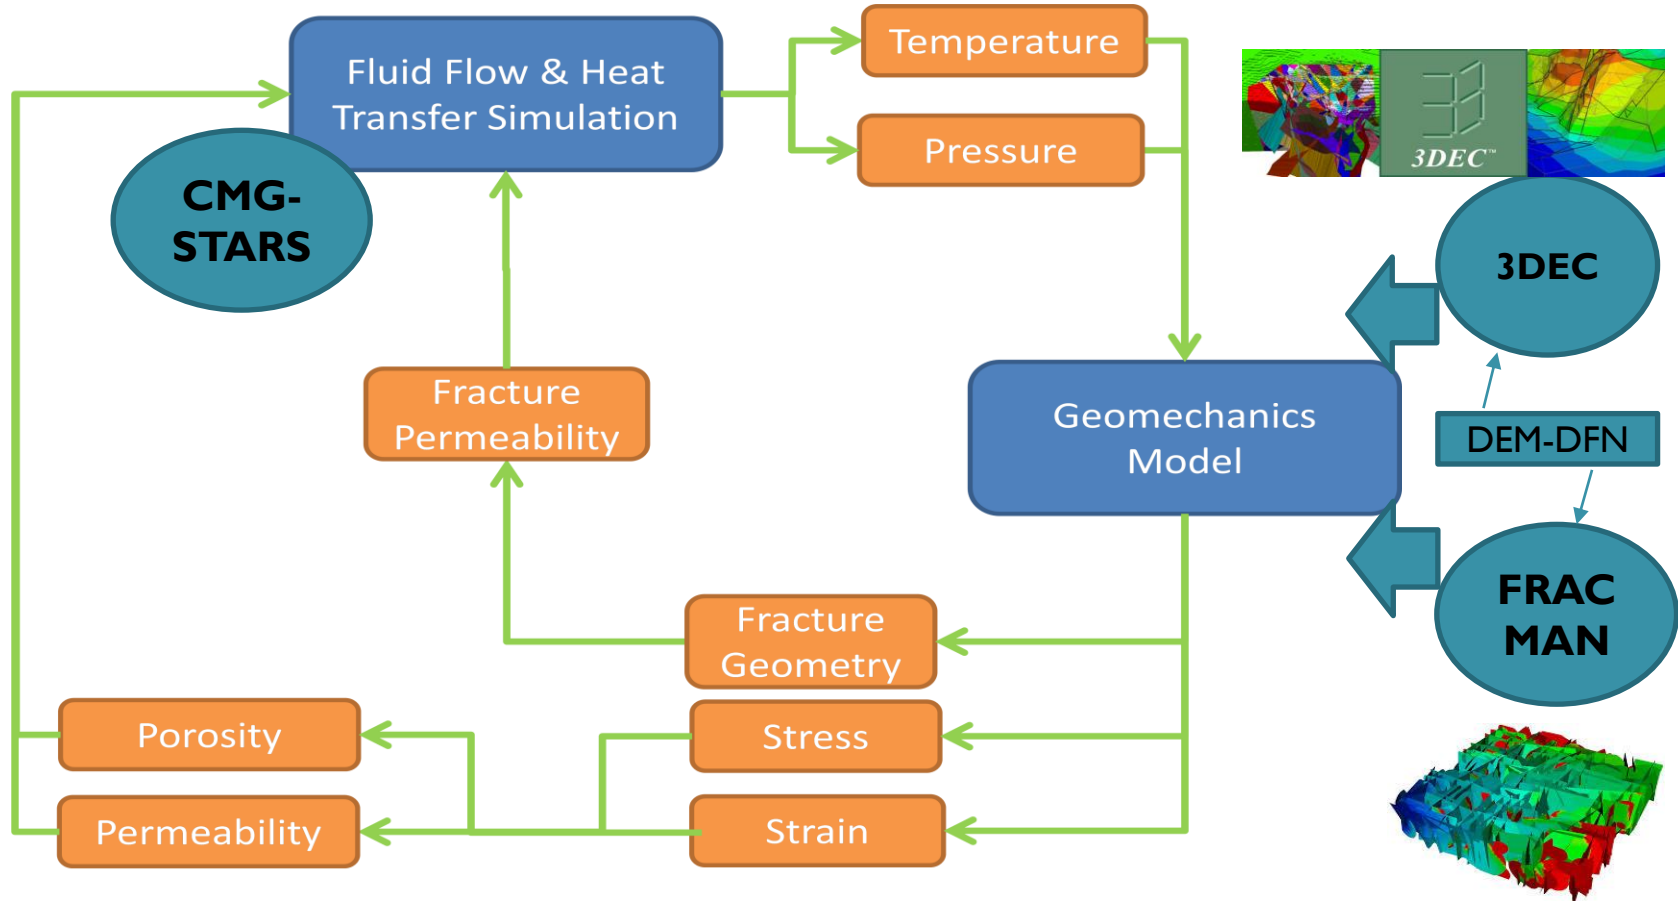 Fluid Flow & Heat
Transfer Simulation
CMG-
STARS
Temperature
Pressure
3DEC™
3DEC
DEM-DFN
FRAC
MAN
Geomechanics
Model
Fracture
Permeability
Fracture
Geometry
Stress
Strain
Porosity
Permeability